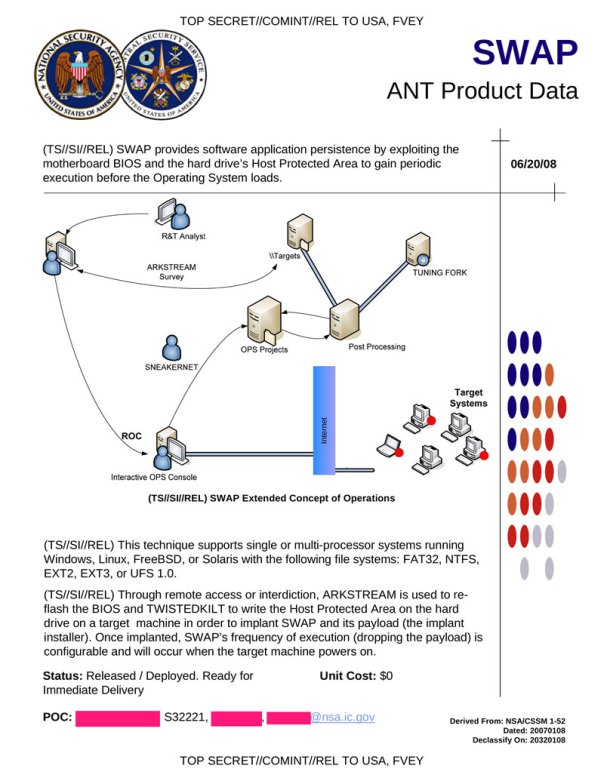 TOP SECRET//COMINT//REL TO USA, FVEY
NATIONAL SECURITY AGENCY
UNITED STATES OF AMERICA
CENTRAL SECURITY SERVICE
UNITED STATES OF AMERICA
SWAP
ANT Product Data
(TS//SI//REL) SWAP provides software application persistence by exploiting the
motherboard BIOS and the hard drive's Host Protected Area to gain periodic
execution before the Operating System loads.
06/20/08
R&T Analyst
\\Targets
ARKSTREAM
Survey
TUNING FORK
OPS Projects
Post Processing
SNEAKERNET
Internet
Target
Systems
ROC
Interactive OPS Console
(TS//SI//REL) SWAP Extended Concept of Operations
(TS//SI//REL) This technique supports single or multi-processor systems running
Windows, Linux, FreeBSD, or Solaris with the following file systems: FAT32, NTFS,
EXT2, EXT3, or UFS 1.0.
(TS//SI//REL) Through remote access or interdiction, ARKSTREAM is used to re-
flash the BIOS and TWISTEDKILT to write the Host Protected Area on the hard
drive on a target machine in order to implant SWAP and its payload (the implant
installer). Once implanted, SWAP's frequency of execution (dropping the payload) is
configurable and will occur when the target machine powers on.
Status: Released / Deployed. Ready for
Immediate Delivery
Unit Cost: $0
POC: S32221, , @nsa.ic.gov
Derived From: NSA/CSSM 1-52
Dated: 20070108
Declassify On: 20320108
TOP SECRET//COMINT//REL TO USA, FVEY